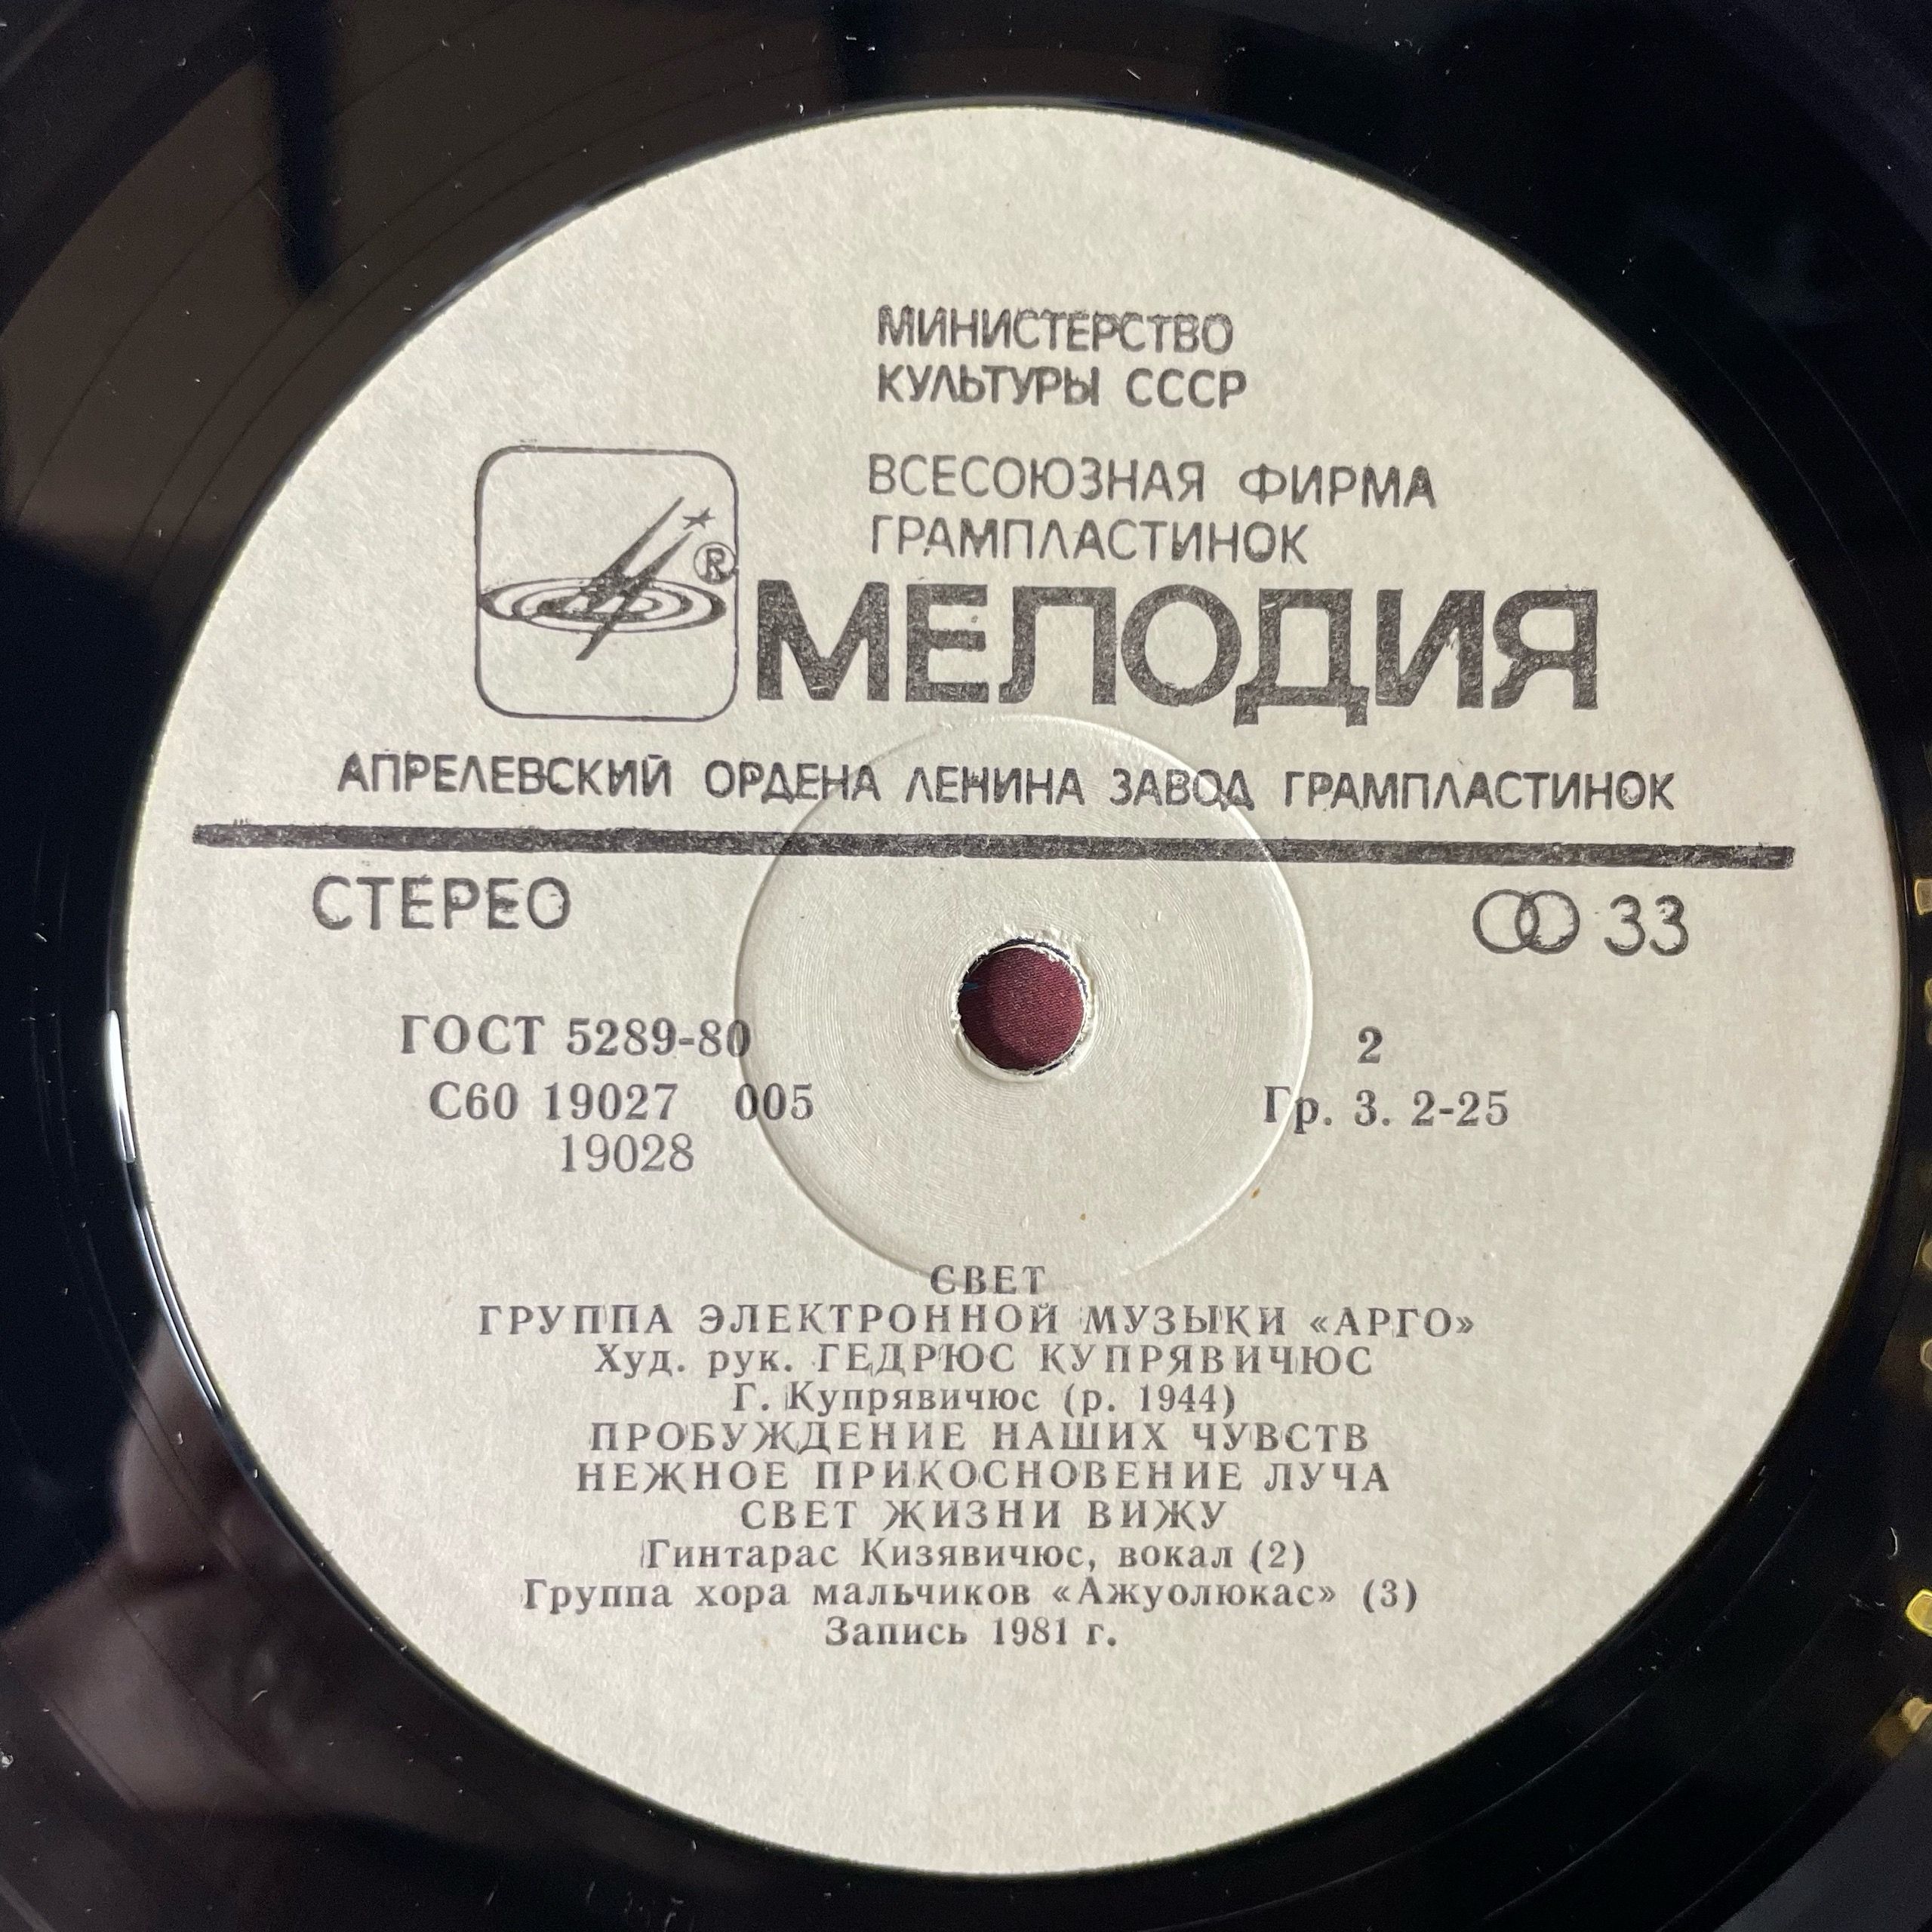 МИНИСТЕРСТВО
КУЛЬТУРЫ СССР
ВСЕСОЮЗНАЯ ФИРМА
ГРАМПЛАСТИНОК
®
МЕЛОДИЯ
АПРЕЛЕВСКИЙ ОРДЕНА ЛЕНИНА ЗАВОД ГРАМПЛАСТИНОК
СТЕРЕО
33
ГОСТ 5289-80
2
С60 19027 005
Гр. 3. 2-25
19028
СВЕТ
ГРУППА ЭЛЕКТРОННОЙ МУЗЫКИ «АРГО»
Худ. рук. ГЕДРЮС КУПРЯВИЧЮС
Г. Купрявичюс (р. 1944)
ПРОБУЖДЕНИЕ НАШИХ ЧУВСТВ
НЕЖНОЕ ПРИКОСНОВЕНИЕ ЛУЧА
СВЕТ ЖИЗНИ ВИЖУ
Гинтарас Кизявичюс, вокал (2)
Группа хора мальчиков «Ажуолюкас» (3)
Запись 1981 г.